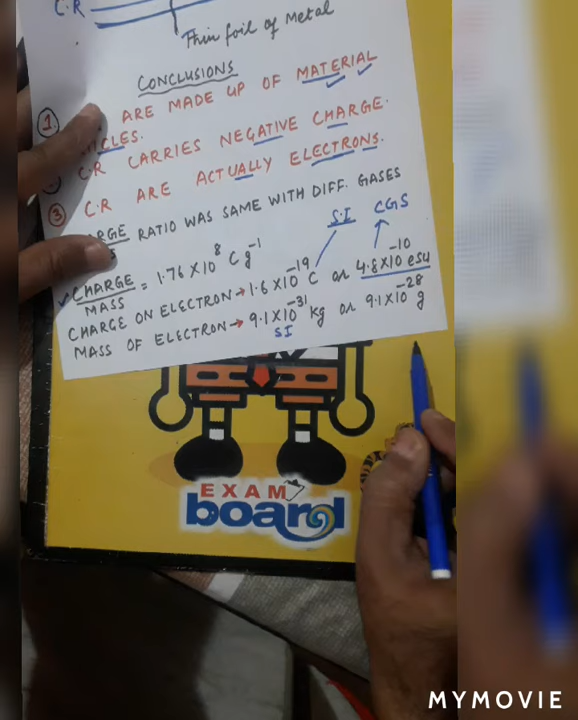 C.R
Thin foil of Metal
CONCLUSIONS
1. ARE MADE UP OF MATERIAL
C.R CARRIES NEGATIVE CHARGE.
3 C.R ARE ACTUALLY ELECTRONS.
RATIO WAS SAME WITH DIFF. GASES
S.I CGS
CHARGE/MASS = 1.76 X 10⁸ C g⁻¹
CHARGE ON ELECTRON → 1.6 X 10⁻¹⁹ C or 4.8 X 10⁻¹⁰ esu
MASS OF ELECTRON → 9.1 X 10⁻³¹ kg or 9.1 X 10⁻²⁸ g
SI
EXAM
board
MYMOVIE